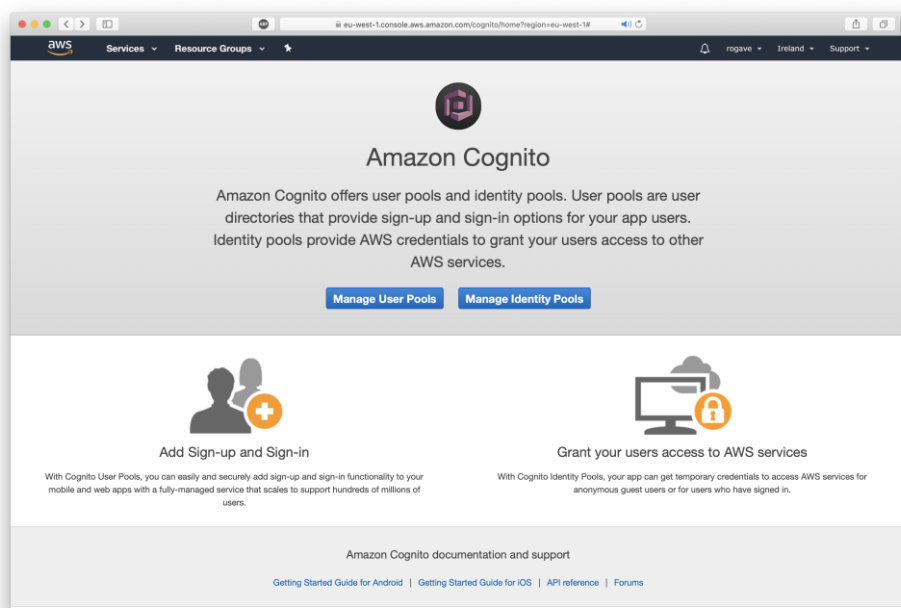 ABP
eu-west-1.console.aws.amazon.com/cognito/home?region=eu-west-1#
aws Services Resource Groups rogave Ireland Support
Amazon Cognito
Amazon Cognito offers user pools and identity pools. User pools are user
directories that provide sign-up and sign-in options for your app users.
Identity pools provide AWS credentials to grant your users access to other
AWS services.
Manage User Pools Manage Identity Pools
Add Sign-up and Sign-in
With Cognito User Pools, you can easily and securely add sign-up and sign-in functionality to your
mobile and web apps with a fully-managed service that scales to support hundreds of millions of
users.
Grant your users access to AWS services
With Cognito Identity Pools, your app can get temporary credentials to access AWS services for
anonymous guest users or for users who have signed in.
Amazon Cognito documentation and support
Getting Started Guide for Android | Getting Started Guide for iOS | API reference | Forums